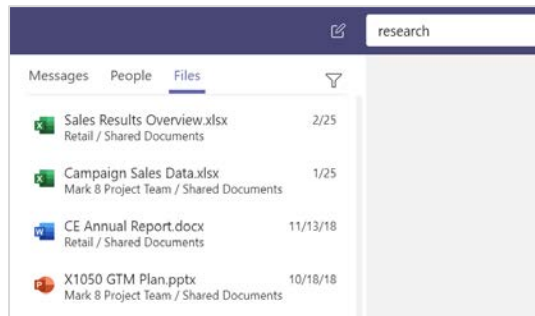 research
Messages People Files
Sales Results Overview.xlsx 2/25
Retail / Shared Documents
Campaign Sales Data.xlsx 1/25
Mark 8 Project Team / Shared Documents
CE Annual Report.docx 11/13/18
Retail / Shared Documents
X1050 GTM Plan.pptx 10/18/18
Mark 8 Project Team / Shared Documents